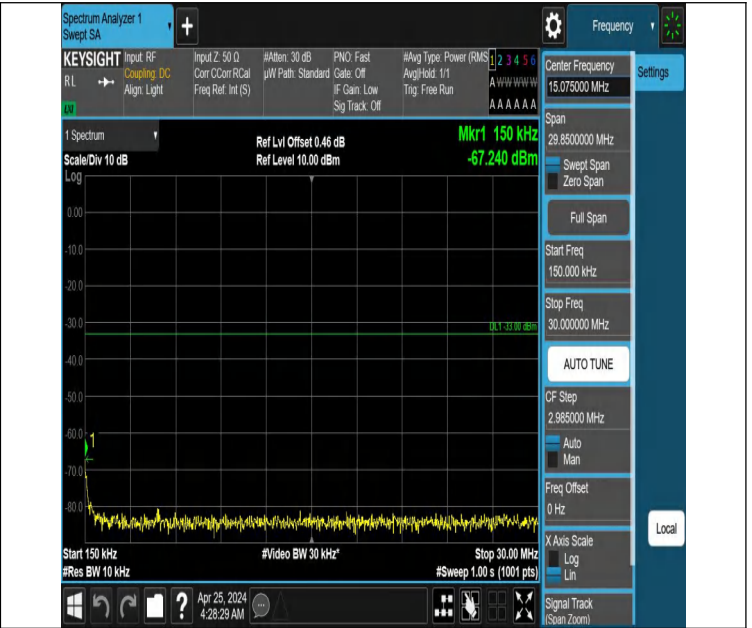 Spectrum Analyzer 1
Swept SA
+
Frequency
KEYSIGHT
RL
LXI
Input: RF
Coupling: DC
Align: Light
Input Z: 50 Ω
Corr CCorr RCal
Freq Ref: Int (S)
#Atten: 30 dB
µW Path: Standard
PNO: Fast
Gate: Off
IF Gain: Low
Sig Track: Off
#Avg Type: Power (RMS
Avg|Hold: 1/1
Trig: Free Run
1 2 3 4 5 6
A W W W W W
A A A A A A
1 Spectrum
Scale/Div 10 dB
Log
Ref Lvl Offset 0.46 dB
Ref Level 10.00 dBm
Mkr1 150 kHz
-67.240 dBm
0.00
-10.0
-20.0
-30.0
-40.0
-50.0
-60.0
-70.0
-80.0
DL1 -33.00 dBm
1
Start 150 kHz
#Res BW 10 kHz
#Video BW 30 kHz*
Stop 30.00 MHz
#Sweep 1.00 s (1001 pts)
Center Frequency
15.075000 MHz
Settings
Span
29.8500000 MHz
Swept Span
Zero Span
Full Span
Start Freq
150.000 kHz
Stop Freq
30.000000 MHz
AUTO TUNE
CF Step
2.985000 MHz
Auto
Man
Freq Offset
0 Hz
X Axis Scale
Log
Lin
Local
Signal Track
(Span Zoom)
?
Apr 25, 2024
4:28:29 AM